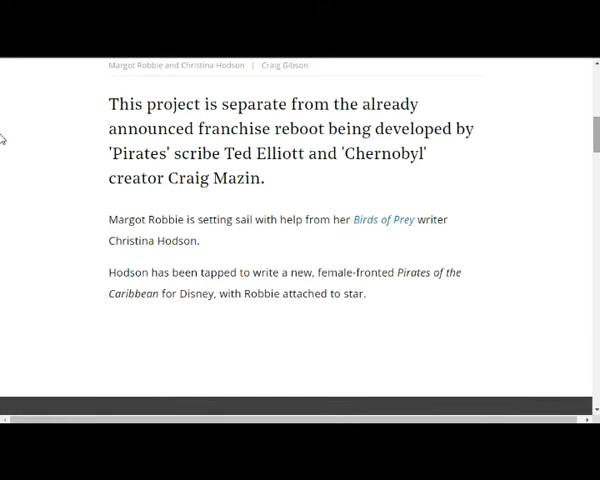 Margot Robbie and Christina Hodson | Craig Gibson
This project is separate from the already
announced franchise reboot being developed by
'Pirates' scribe Ted Elliott and 'Chernobyl'
creator Craig Mazin.
Margot Robbie is setting sail with help from her Birds of Prey writer
Christina Hodson.
Hodson has been tapped to write a new, female-fronted Pirates of the
Caribbean for Disney, with Robbie attached to star.